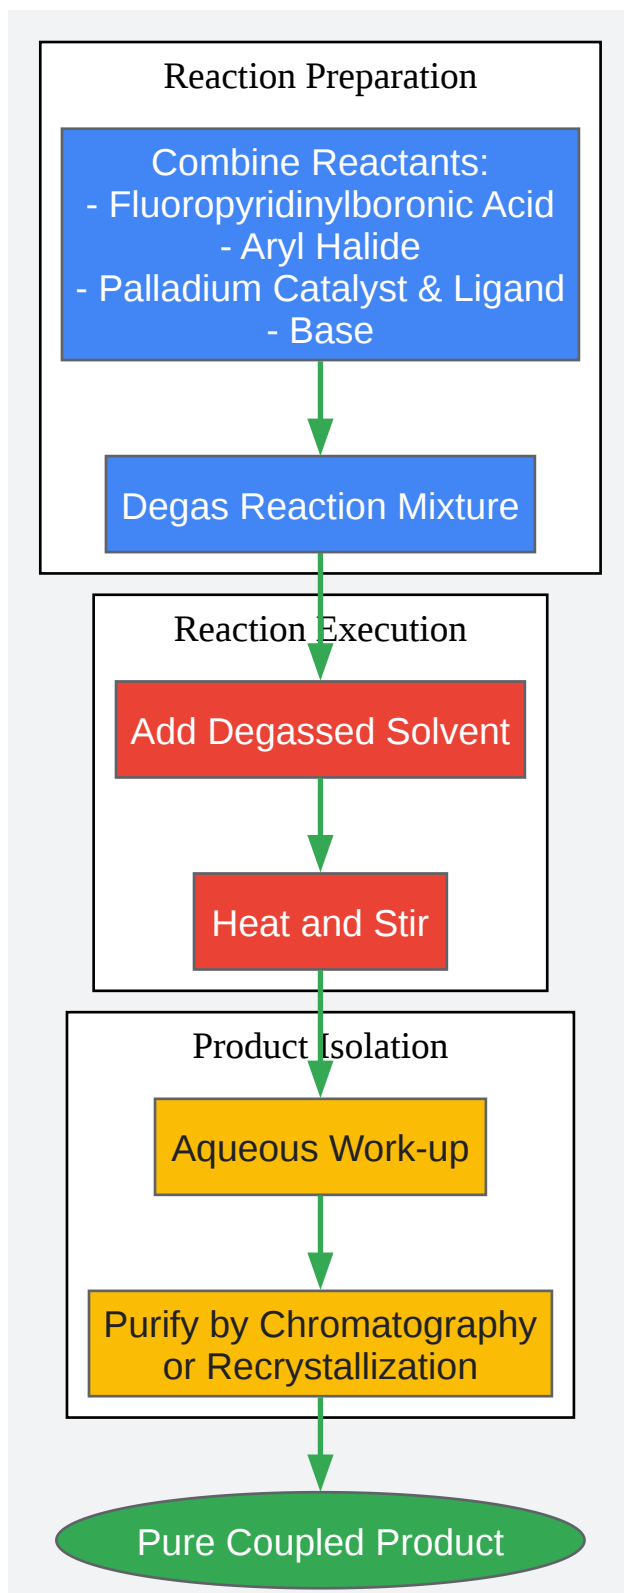 Reaction Preparation
Combine Reactants:
- Fluoropyridinylboronic Acid
- Aryl Halide
- Palladium Catalyst & Ligand
- Base
Degas Reaction Mixture
Reaction Execution
Add Degassed Solvent
Heat and Stir
Product Isolation
Aqueous Work-up
Purify by Chromatography
or Recrystallization
Pure Coupled Product